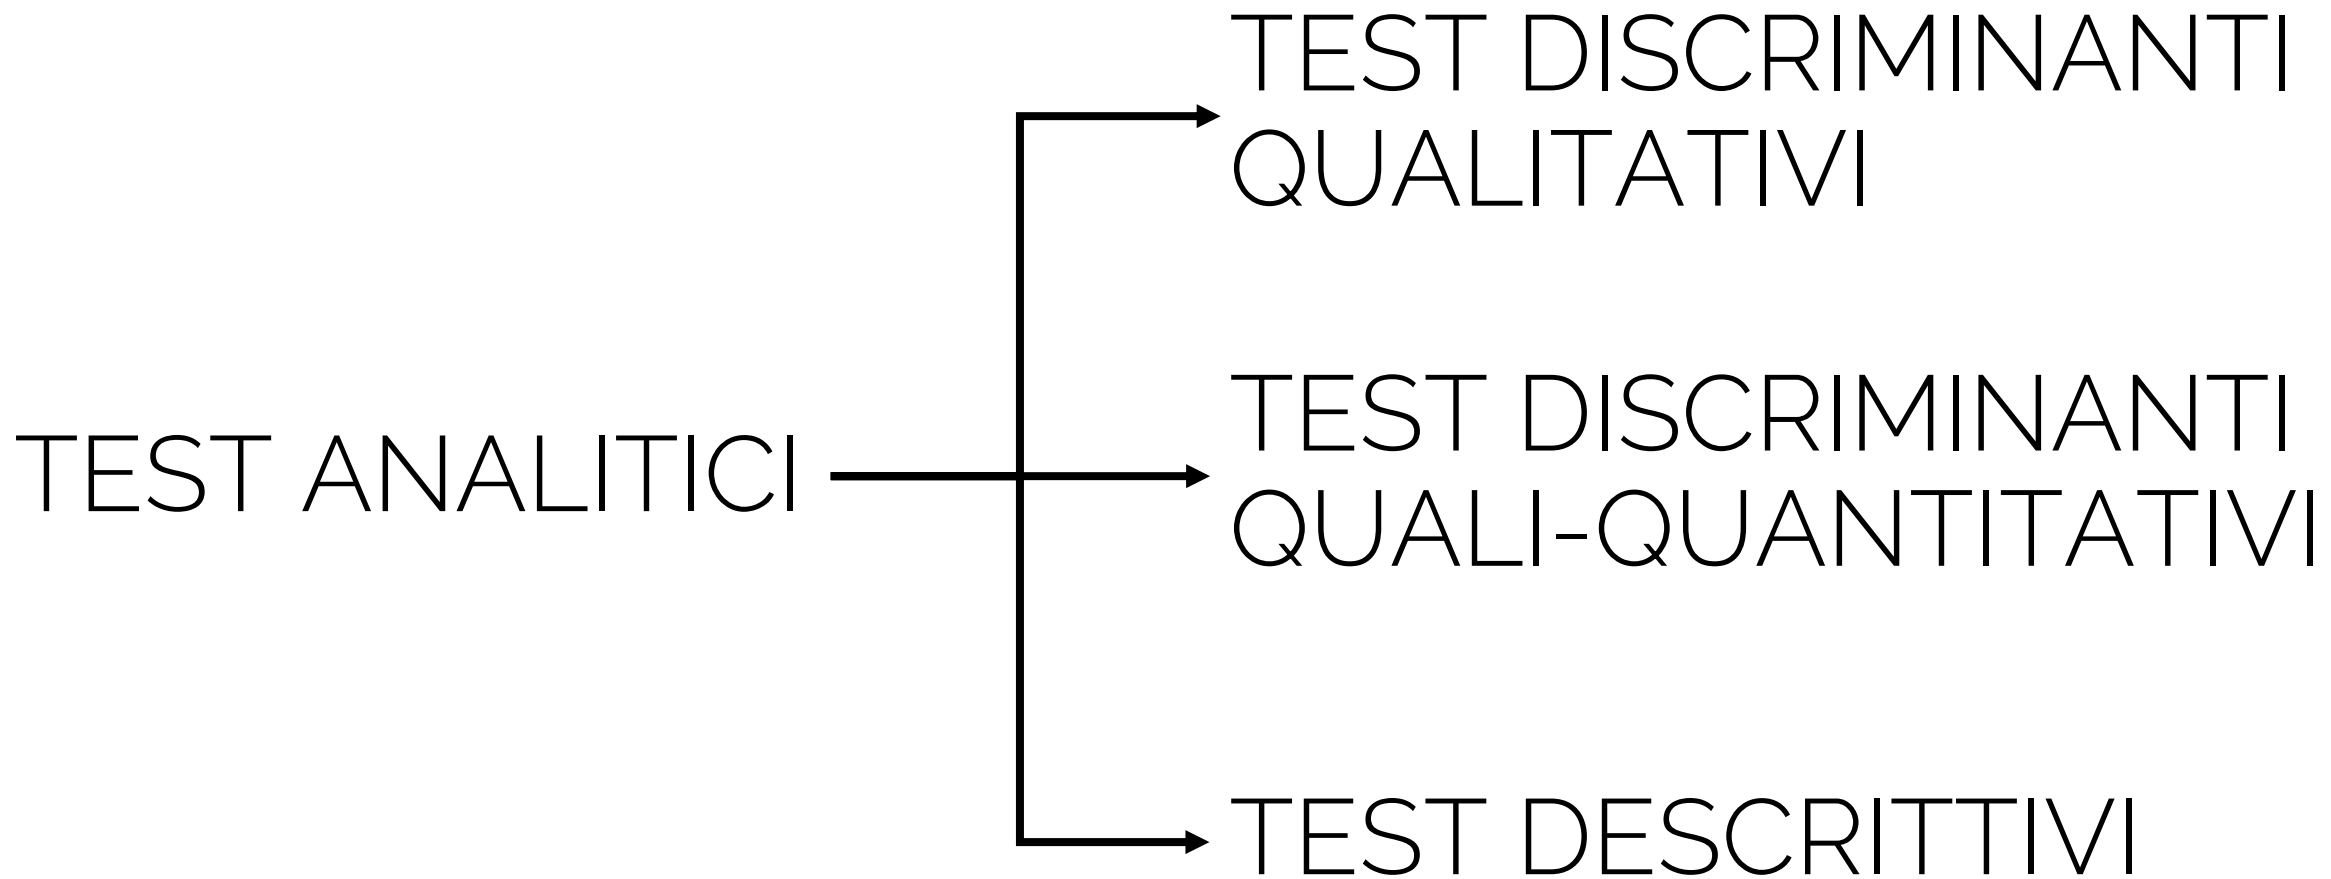 TEST ANALITICI
TEST DISCRIMINANTI
QUALITATIVI
TEST DISCRIMINANTI
QUALI-QUANTITATIVI
TEST DESCRITTIVI